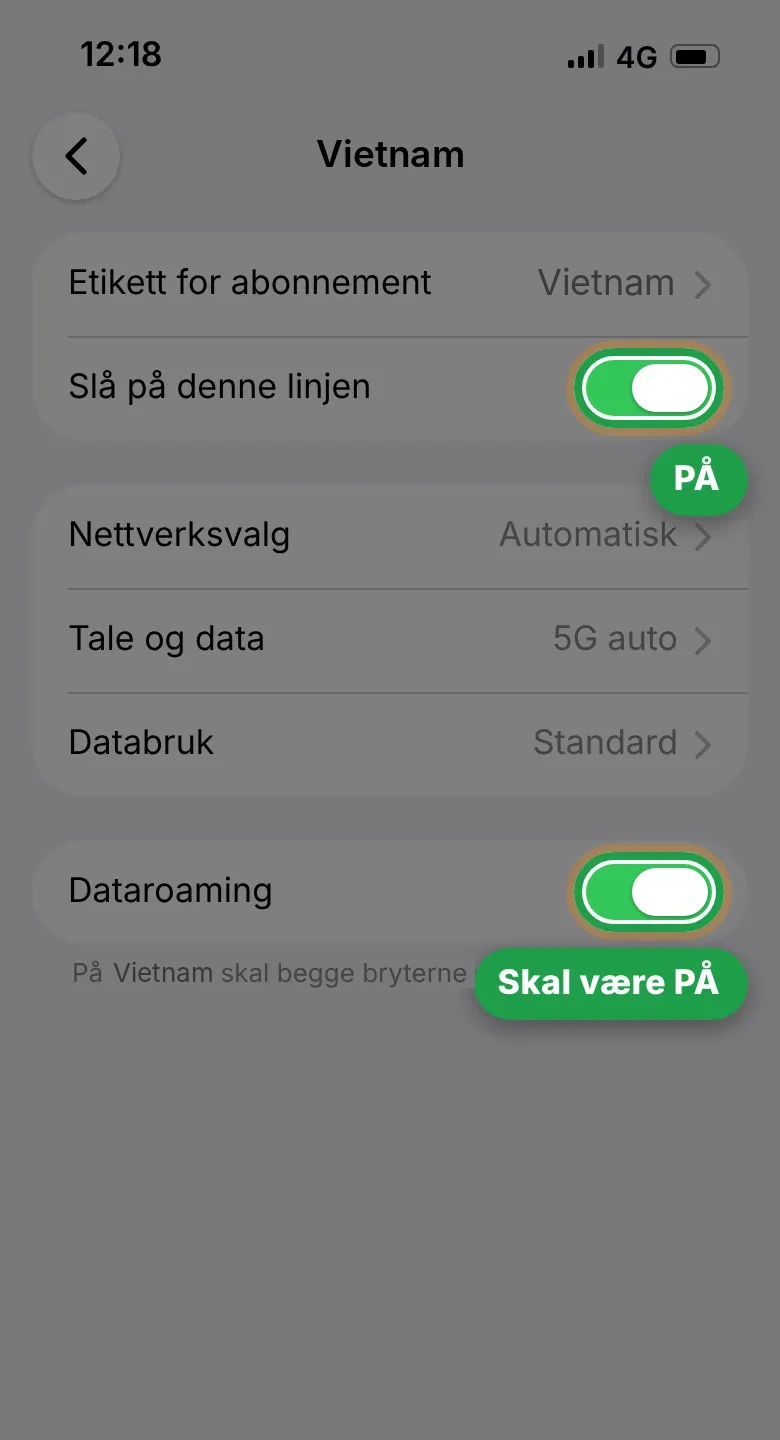 12:18
4G
Vietnam
Etikett for abonnement
Vietnam
Slå på denne linjen
PÅ
Nettverksvalg
Automatisk
Tale og data
5G auto
Databruk
Standard
Dataroaming
På Vietnam skal begge bryterne
Skal være PÅ